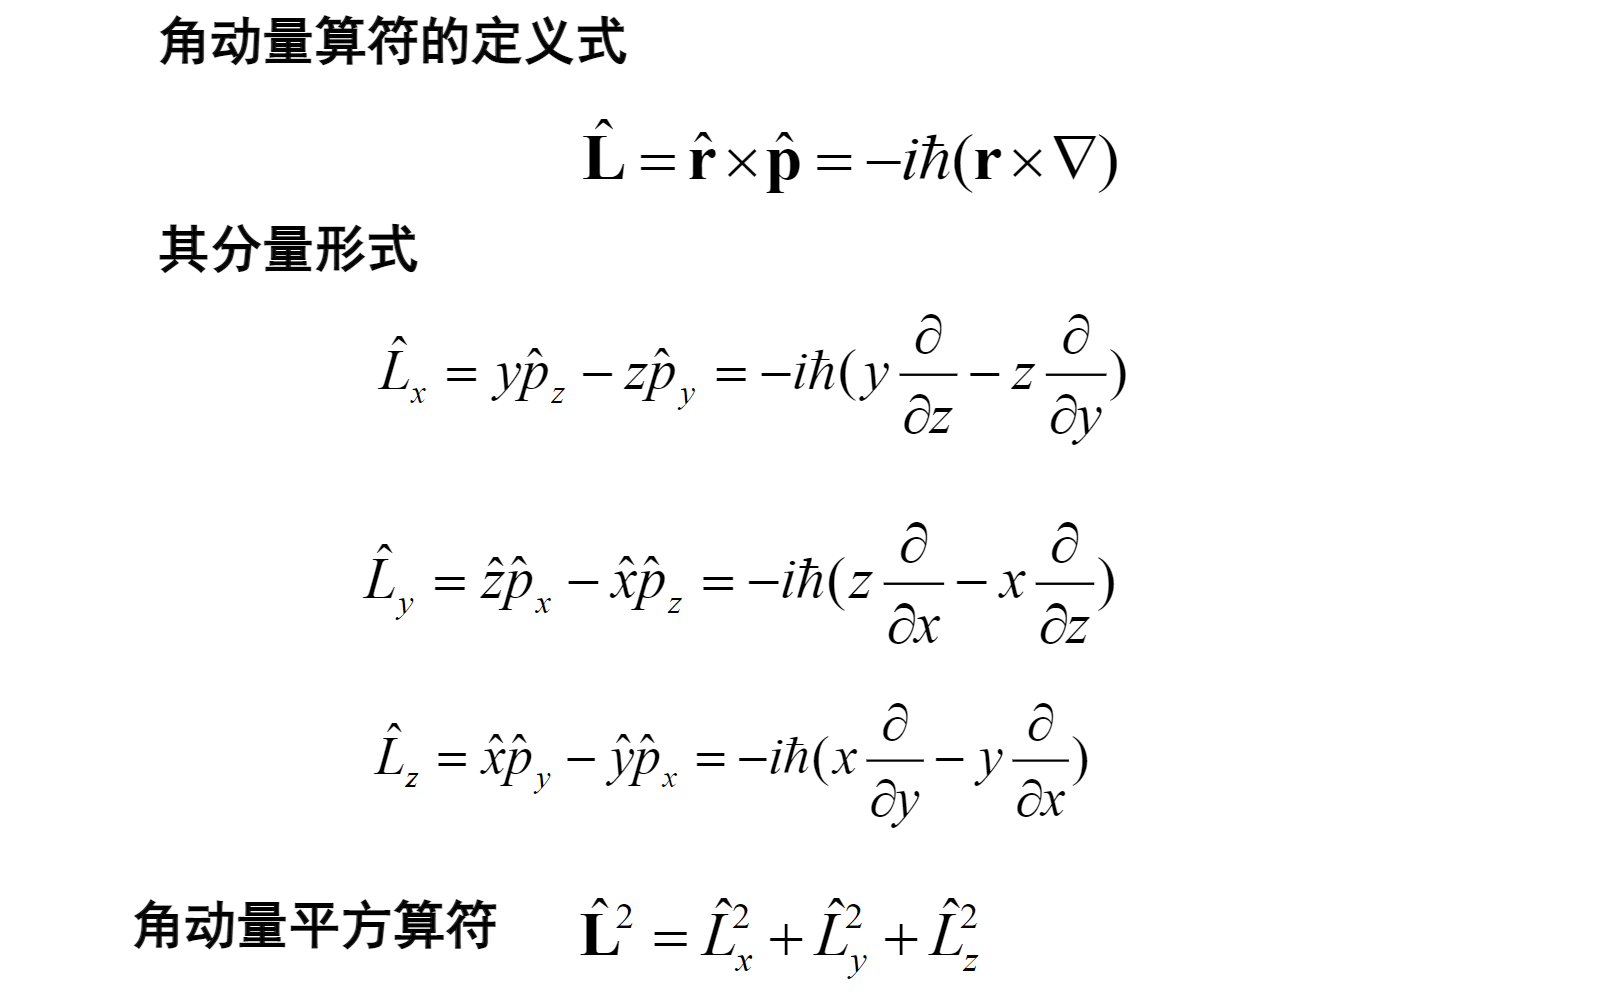 角动量算符的定义式
$\hat{\mathbf{L}} = \hat{\mathbf{r}} \times \hat{\mathbf{p}} = -i\hbar(\mathbf{r} \times \nabla)$
其分量形式
$\hat{L}_x = y\hat{p}_z - z\hat{p}_y = -i\hbar(y\frac{\partial}{\partial z} - z\frac{\partial}{\partial y})$
$\hat{L}_y = \hat{z}\hat{p}_x - \hat{x}\hat{p}_z = -i\hbar(z\frac{\partial}{\partial x} - x\frac{\partial}{\partial z})$
$\hat{L}_z = \hat{x}\hat{p}_y - \hat{y}\hat{p}_x = -i\hbar(x\frac{\partial}{\partial y} - y\frac{\partial}{\partial x})$
角动量平方算符 $\hat{\mathbf{L}}^2 = \hat{L}_x^2 + \hat{L}_y^2 + \hat{L}_z^2$